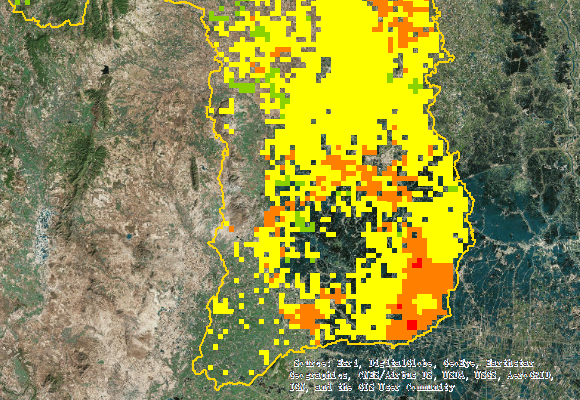 Source: Esri, DigitalGlobe, GeoEye, Earthstar
Geographics, CNES/Airbus DS, USDA, USGS, AeroGRID,
IGN, and the GIS User Community